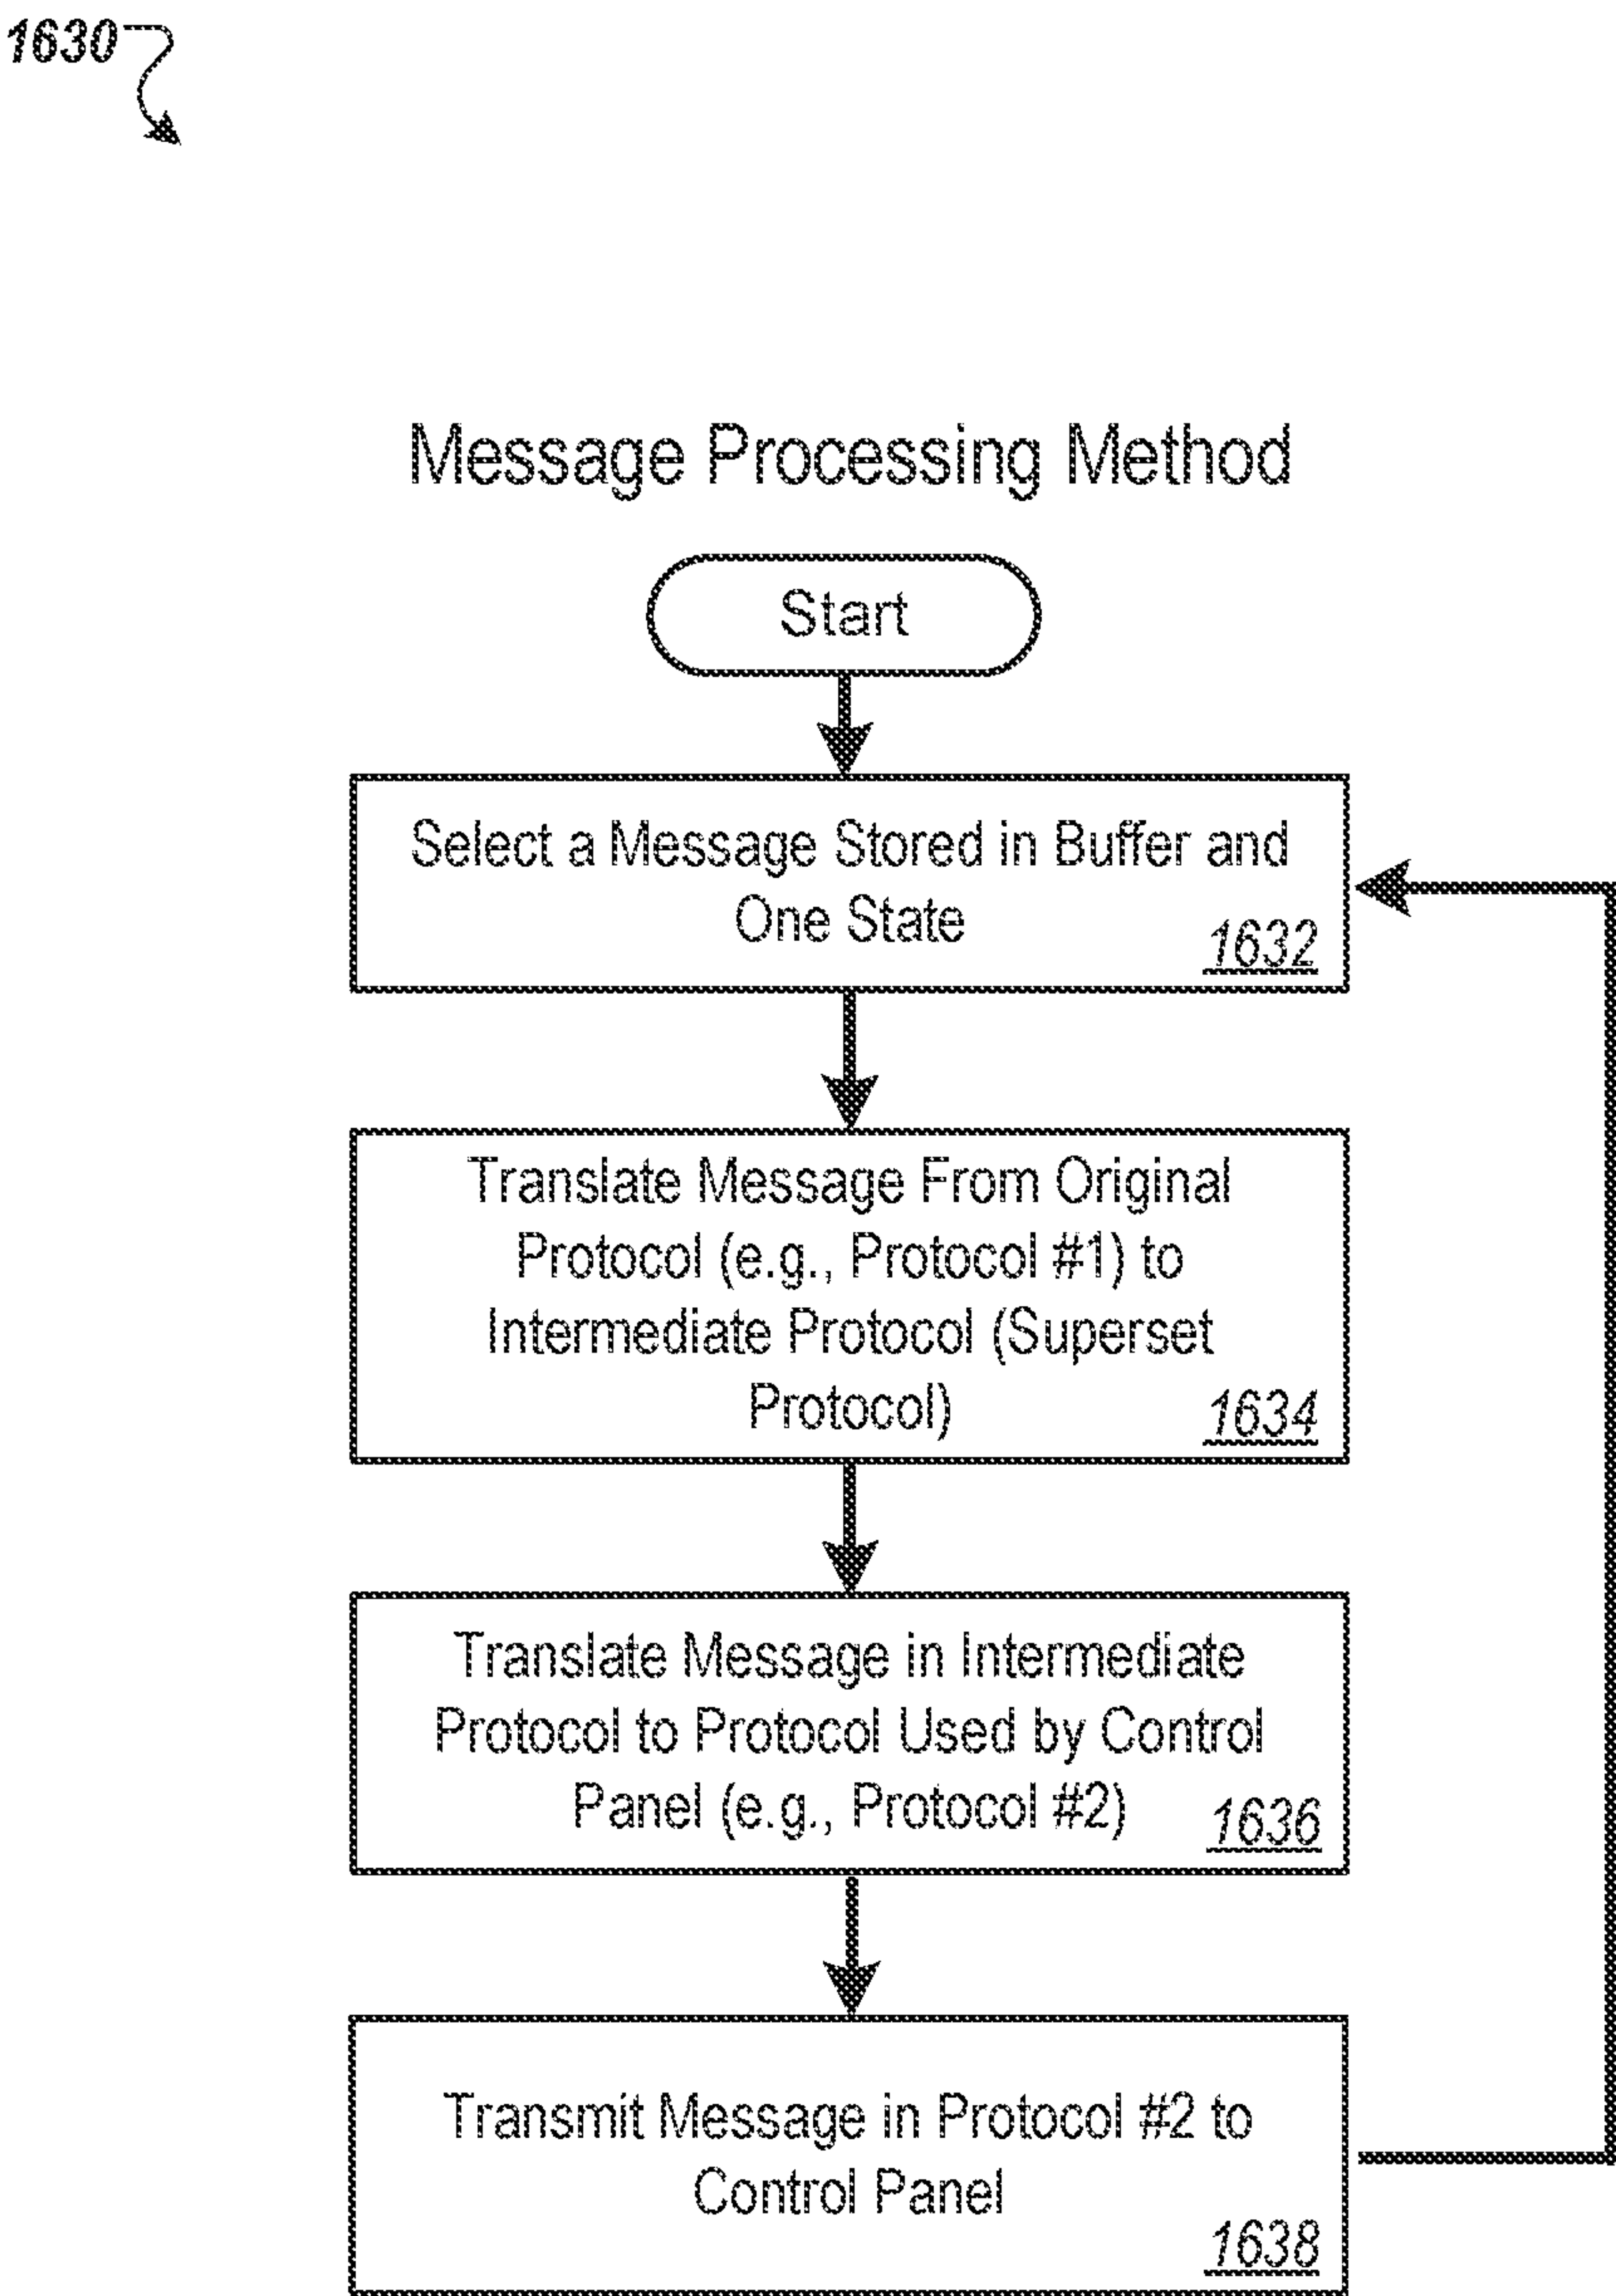 1630
Message Processing Method
Start
Select a Message Stored in Buffer and
One State
1632
Translate Message From Original
Protocol (e.g., Protocol #1) to
Intermediate Protocol (Superset
Protocol)
1634
Translate Message in Intermediate
Protocol to Protocol Used by Control
Panel (e.g., Protocol #2)
1636
Transmit Message in Protocol #2 to
Control Panel
1638